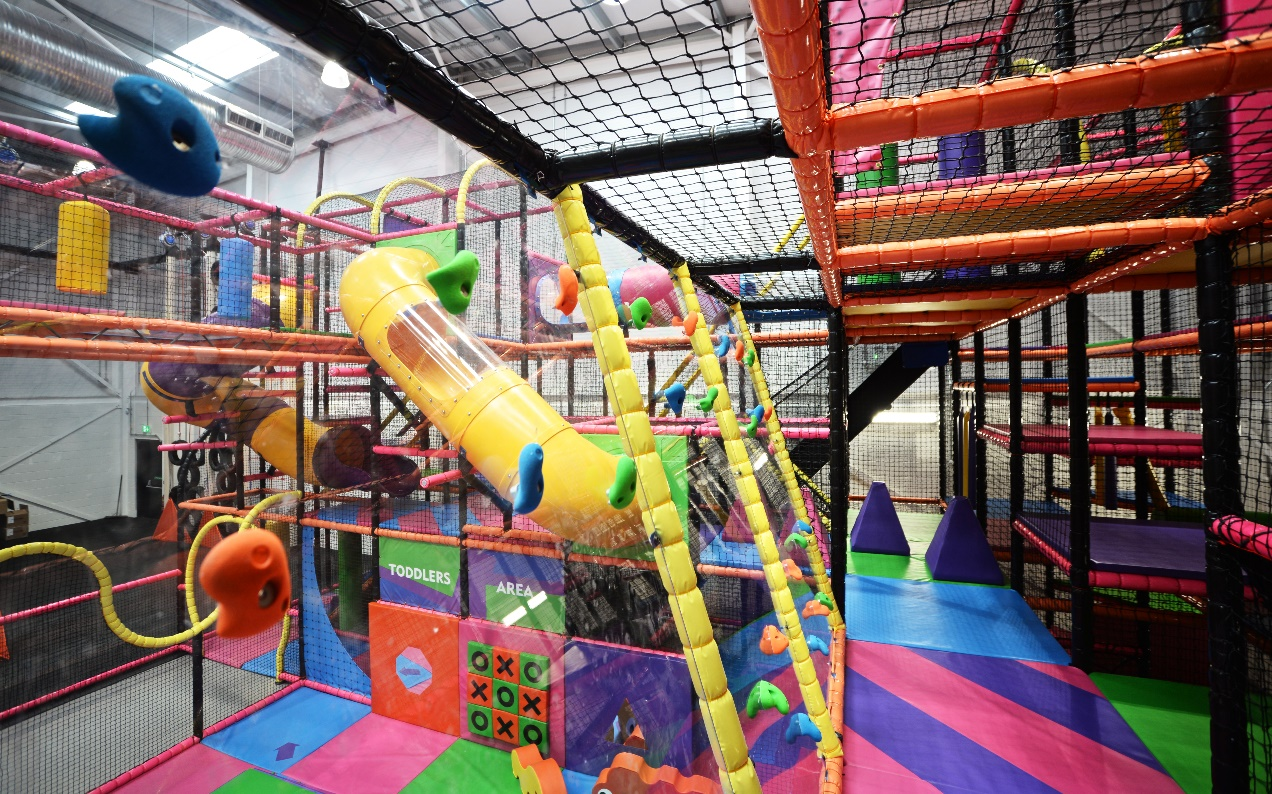 TODDLERS
AREA
O X O
X O X
O X O